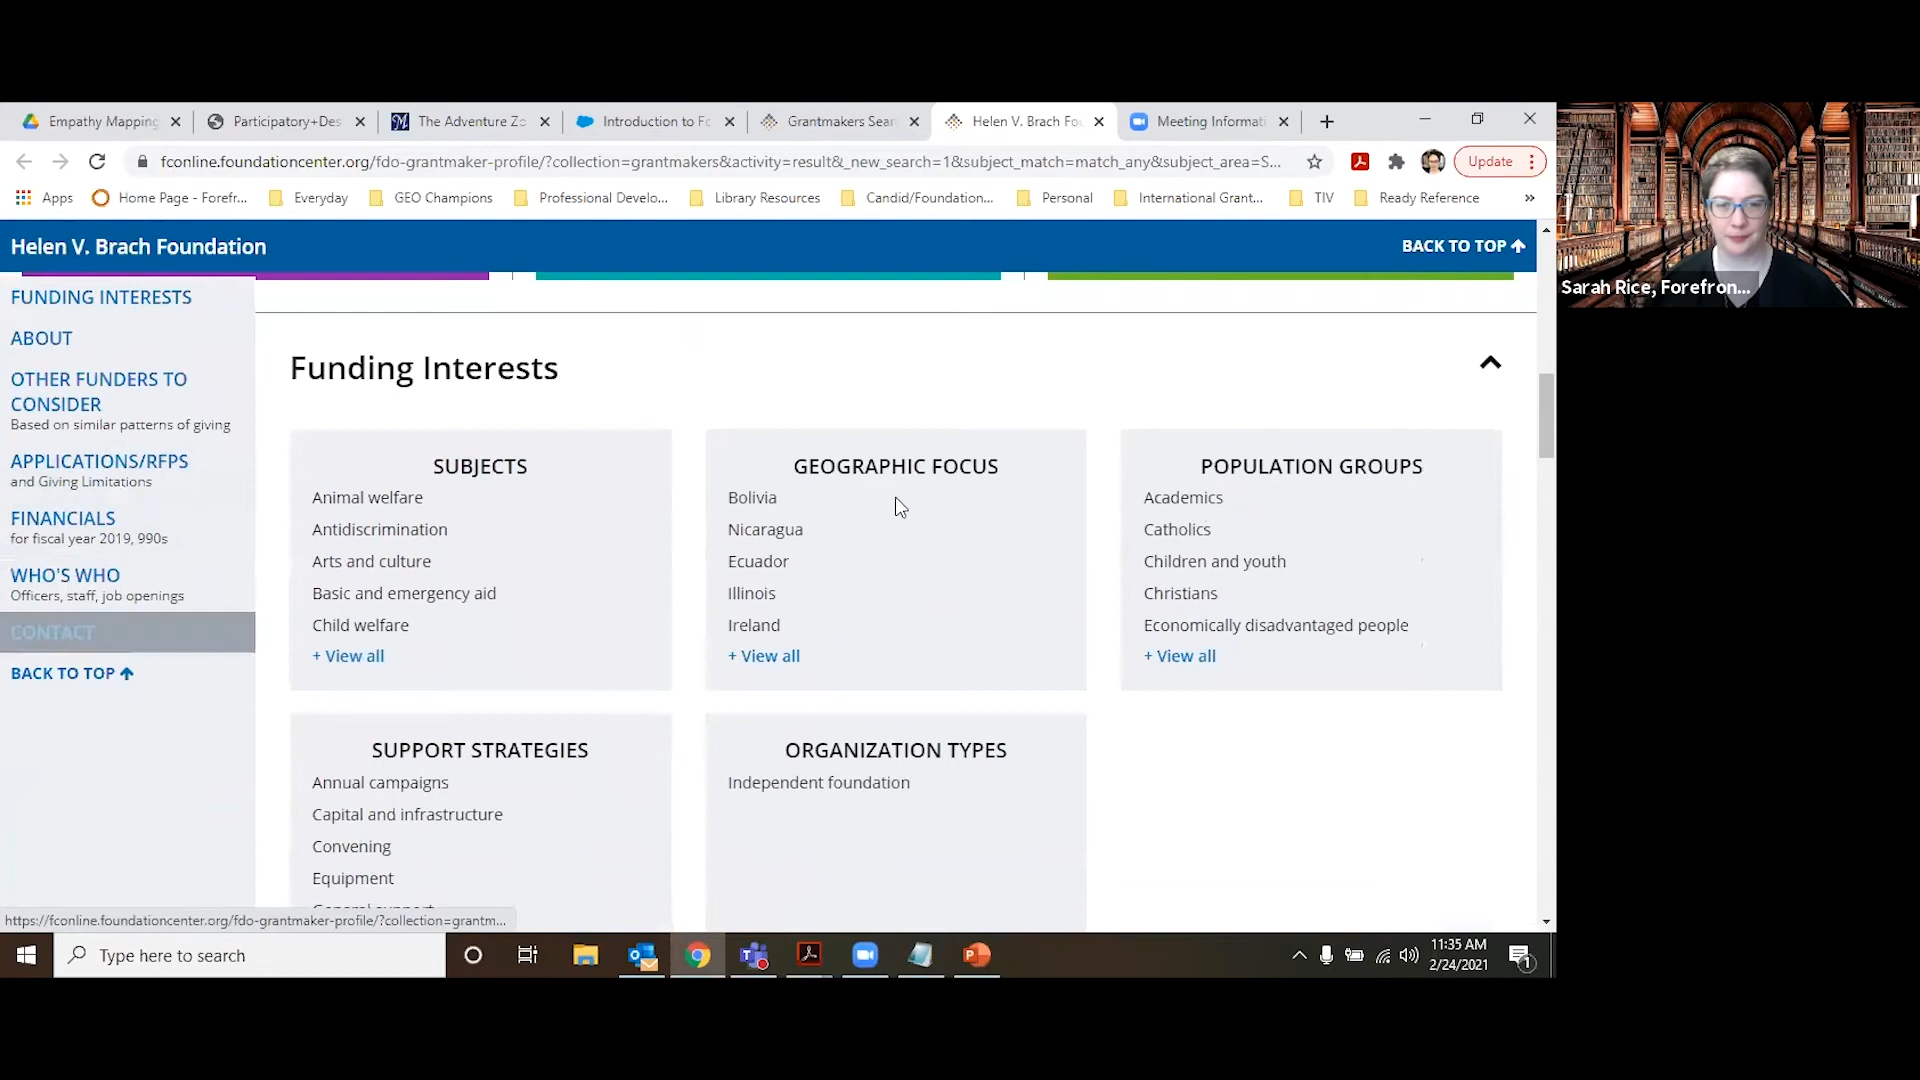 Empathy Mapping
Participatory+Des
The Adventure Zo
Introduction to Fo
Grantmakers Sear
Helen V. Brach Fou
Meeting Informati
fconline.foundationcenter.org/fdo-grantmaker-profile/?collection=grantmakers&activity=result&_new_search=1&subject_match=match_any&subject_area=S...
Update
Apps
Home Page - Forefr...
Everyday
GEO Champions
Professional Develo...
Library Resources
Candid/Foundation...
Personal
International Grant...
TIV
Ready Reference
»
Helen V. Brach Foundation
BACK TO TOP
Sarah Rice, Forefron...
FUNDING INTERESTS
ABOUT
OTHER FUNDERS TO
CONSIDER
Based on similar patterns of giving
APPLICATIONS/RFPS
and Giving Limitations
FINANCIALS
for fiscal year 2019, 990s
WHO'S WHO
Officers, staff, job openings
CONTACT
BACK TO TOP
Funding Interests
SUBJECTS
Animal welfare
Antidiscrimination
Arts and culture
Basic and emergency aid
Child welfare
+ View all
GEOGRAPHIC FOCUS
Bolivia
Nicaragua
Ecuador
Illinois
Ireland
+ View all
POPULATION GROUPS
Academics
Catholics
Children and youth
Christians
Economically disadvantaged people
+ View all
SUPPORT STRATEGIES
Annual campaigns
Capital and infrastructure
Convening
Equipment
General support
ORGANIZATION TYPES
Independent foundation
https://fconline.foundationcenter.org/fdo-grantmaker-profile/?collection=grantm...
Type here to search
11:35 AM
2/24/2021
1